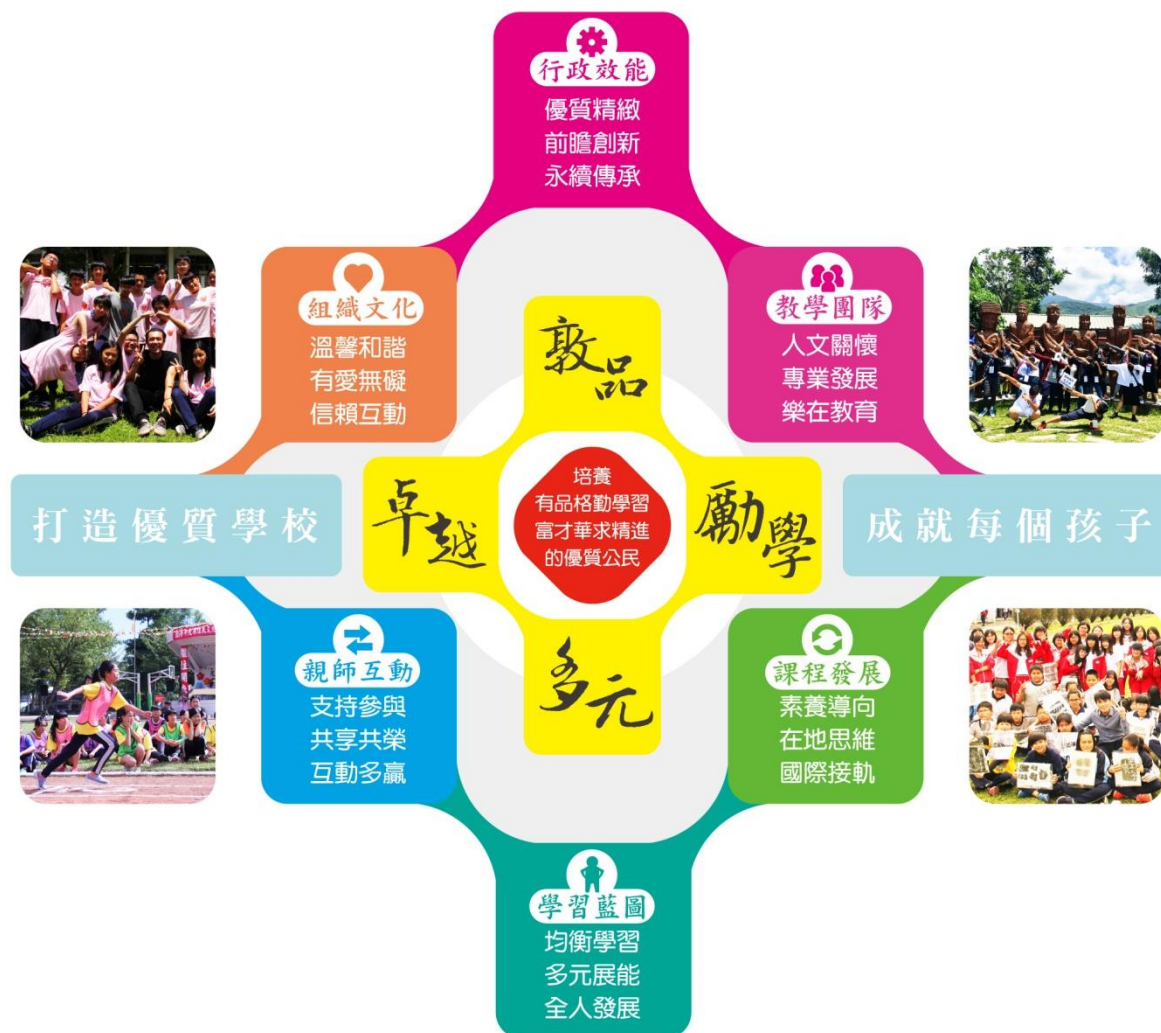 行政效能
優質精緻
前瞻創新
永續傳承
組織文化
溫馨和諧
有愛無礙
信賴互動
教學團隊
人文關懷
專業發展
樂在教育
敦品
卓越
勵學
多元
培養
有品格勤學習
富才華求精進
的優質公民
打造優質學校
成就每個孩子
親師互動
支持參與
共享共榮
互動多贏
課程發展
素養導向
在地思維
國際接軌
學習藍圖
均衡學習
多元展能
全人發展